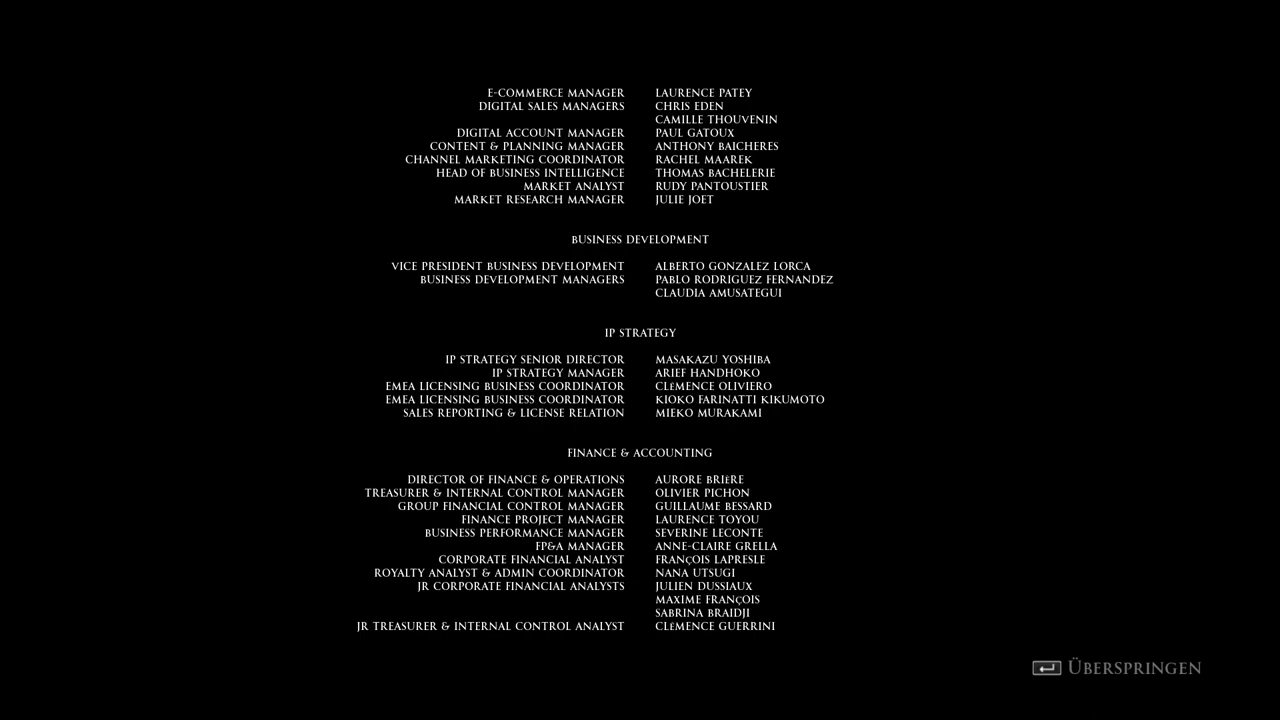 E-COMMERCE MANAGER LAURENCE PATEY
DIGITAL SALES MANAGERS CHRIS EDEN
CAMILLE THOUVENIN
DIGITAL ACCOUNT MANAGER PAUL GATOUX
CONTENT & PLANNING MANAGER ANTHONY BAICHERES
CHANNEL MARKETING COORDINATOR RACHEL MAAREK
HEAD OF BUSINESS INTELLIGENCE THOMAS BACHELERIE
MARKET ANALYST RUDY PANTOUSTIER
MARKET RESEARCH MANAGER JULIE JOET
BUSINESS DEVELOPMENT
VICE PRESIDENT BUSINESS DEVELOPMENT ALBERTO GONZALEZ LORCA
BUSINESS DEVELOPMENT MANAGERS PABLO RODRIGUEZ FERNANDEZ
CLAUDIA AMUSATEGUI
IP STRATEGY
IP STRATEGY SENIOR DIRECTOR MASAKAZU YOSHIBA
IP STRATEGY MANAGER ARIEF HANDHOKO
EMEA LICENSING BUSINESS COORDINATOR CLéMENCE OLIVIERO
EMEA LICENSING BUSINESS COORDINATOR KIOKO FARINATTI KIKUMOTO
SALES REPORTING & LICENSE RELATION MIEKO MURAKAMI
FINANCE & ACCOUNTING
DIRECTOR OF FINANCE & OPERATIONS AURORE BRIèRE
TREASURER & INTERNAL CONTROL MANAGER OLIVIER PICHON
GROUP FINANCIAL CONTROL MANAGER GUILLAUME BESSARD
FINANCE PROJECT MANAGER LAURENCE TOYOU
BUSINESS PERFORMANCE MANAGER SEVERINE LECONTE
FP&A MANAGER ANNE-CLAIRE GRELLA
CORPORATE FINANCIAL ANALYST FRANçOIS LAPRESLE
ROYALTY ANALYST & ADMIN COORDINATOR NANA UTSUGI
JR CORPORATE FINANCIAL ANALYSTS JULIEN DUSSIAUX
MAXIME FRANçOIS
SABRINA BRAIDJI
JR TREASURER & INTERNAL CONTROL ANALYST CLéMENCE GUERRINI
ÜBERSPRINGEN